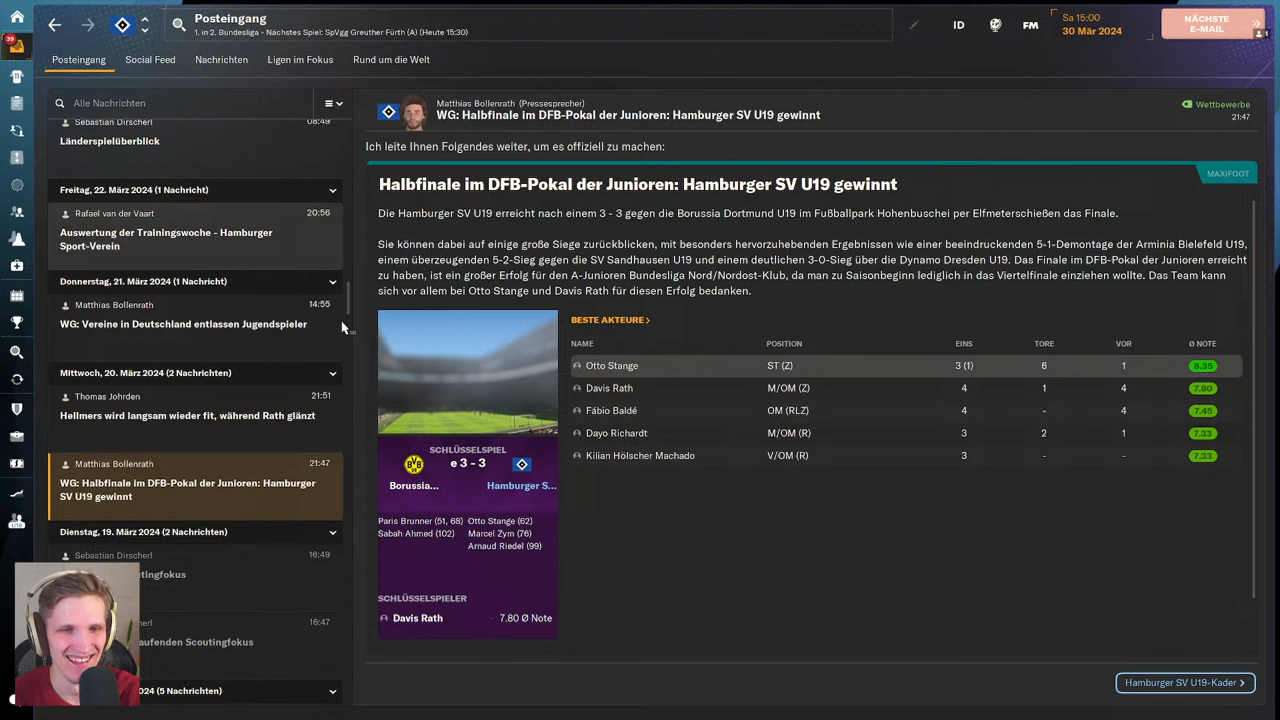 Posteingang
1. in 2. Bundesliga - Nächstes Spiel: SpVgg Greuther Fürth (A) (Heute 15:30)
ID
FM
Sa 15:00
30 Mär 2024
NÄCHSTE
E-MAIL
1
39
Posteingang
Social Feed
Nachrichten
Ligen im Fokus
Rund um die Welt
Alle Nachrichten
Sebastian Dirscherl
08:49
Länderspielüberblick
Freitag, 22. März 2024 (1 Nachricht)
Rafael van der Vaart
20:56
Auswertung der Trainingswoche - Hamburger
Sport-Verein
Donnerstag, 21. März 2024 (1 Nachricht)
Matthias Bollenrath
14:55
WG: Vereine in Deutschland entlassen Jugendspieler
Mittwoch, 20. März 2024 (2 Nachrichten)
Thomas Johrden
21:51
Hellmers wird langsam wieder fit, während Rath glänzt
Matthias Bollenrath
21:47
WG: Halbfinale im DFB-Pokal der Junioren: Hamburger
SV U19 gewinnt
Dienstag, 19. März 2024 (2 Nachrichten)
Sebastian Dirscherl
16:49
utingfokus
rl
16:47
aufenden Scoutingfokus
2024 (5 Nachrichten)
U19
Matthias Bollenrath (Pressesprecher)
WG: Halbfinale im DFB-Pokal der Junioren: Hamburger SV U19 gewinnt
Wettbewerbe
21:47
Ich leite Ihnen Folgendes weiter, um es offiziell zu machen:
MAXIFOOT
Halbfinale im DFB-Pokal der Junioren: Hamburger SV U19 gewinnt
Die Hamburger SV U19 erreicht nach einem 3 - 3 gegen die Borussia Dortmund U19 im Fußballpark Hohenbuschei per Elfmeterschießen das Finale.
Sie können dabei auf einige große Siege zurückblicken, mit besonders hervorzuhebenden Ergebnissen wie einer beeindruckenden 5-1-Demontage der Arminia Bielefeld U19,
einem überzeugenden 5-2-Sieg gegen die SV Sandhausen U19 und einem deutlichen 3-0-Sieg über die Dynamo Dresden U19. Das Finale im DFB-Pokal der Junioren erreicht
zu haben, ist ein großer Erfolg für den A-Junioren Bundesliga Nord/Nordost-Klub, da man zu Saisonbeginn lediglich in das Viertelfinale einziehen wollte. Das Team kann
sich vor allem bei Otto Stange und Davis Rath für diesen Erfolg bedanken.
BESTE AKTEURE
NAME POSITION EINS TORE VOR Ø NOTE
Otto Stange ST (Z) 3 (1) 6 1 8.35
Davis Rath M/OM (Z) 4 1 4 7.80
Fábio Baldé OM (RLZ) 4 - 4 7.45
Dayo Richardt M/OM (R) 3 2 1 7.33
Kilian Hölscher Machado V/OM (R) 3 - - 7.33
SCHLÜSSELSPIEL
BVB 09
e 3 - 3
Borussia... Hamburger S...
Paris Brunner (51, 68) Otto Stange (62)
Sabah Ahmed (102) Marcel Zym (76)
Arnaud Riedel (99)
SCHLÜSSELSPIELER
Davis Rath - 7.80 Ø Note
Hamburger SV U19-Kader